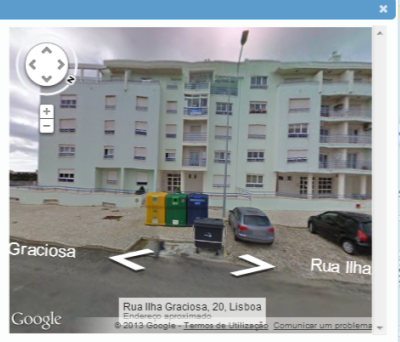 Graciosa
Rua Ilha
Rua Ilha Graciosa, 20, Lisboa
Endereço aproximado
Google
© 2013 Google - Termos de Utilização Comunicar um problema